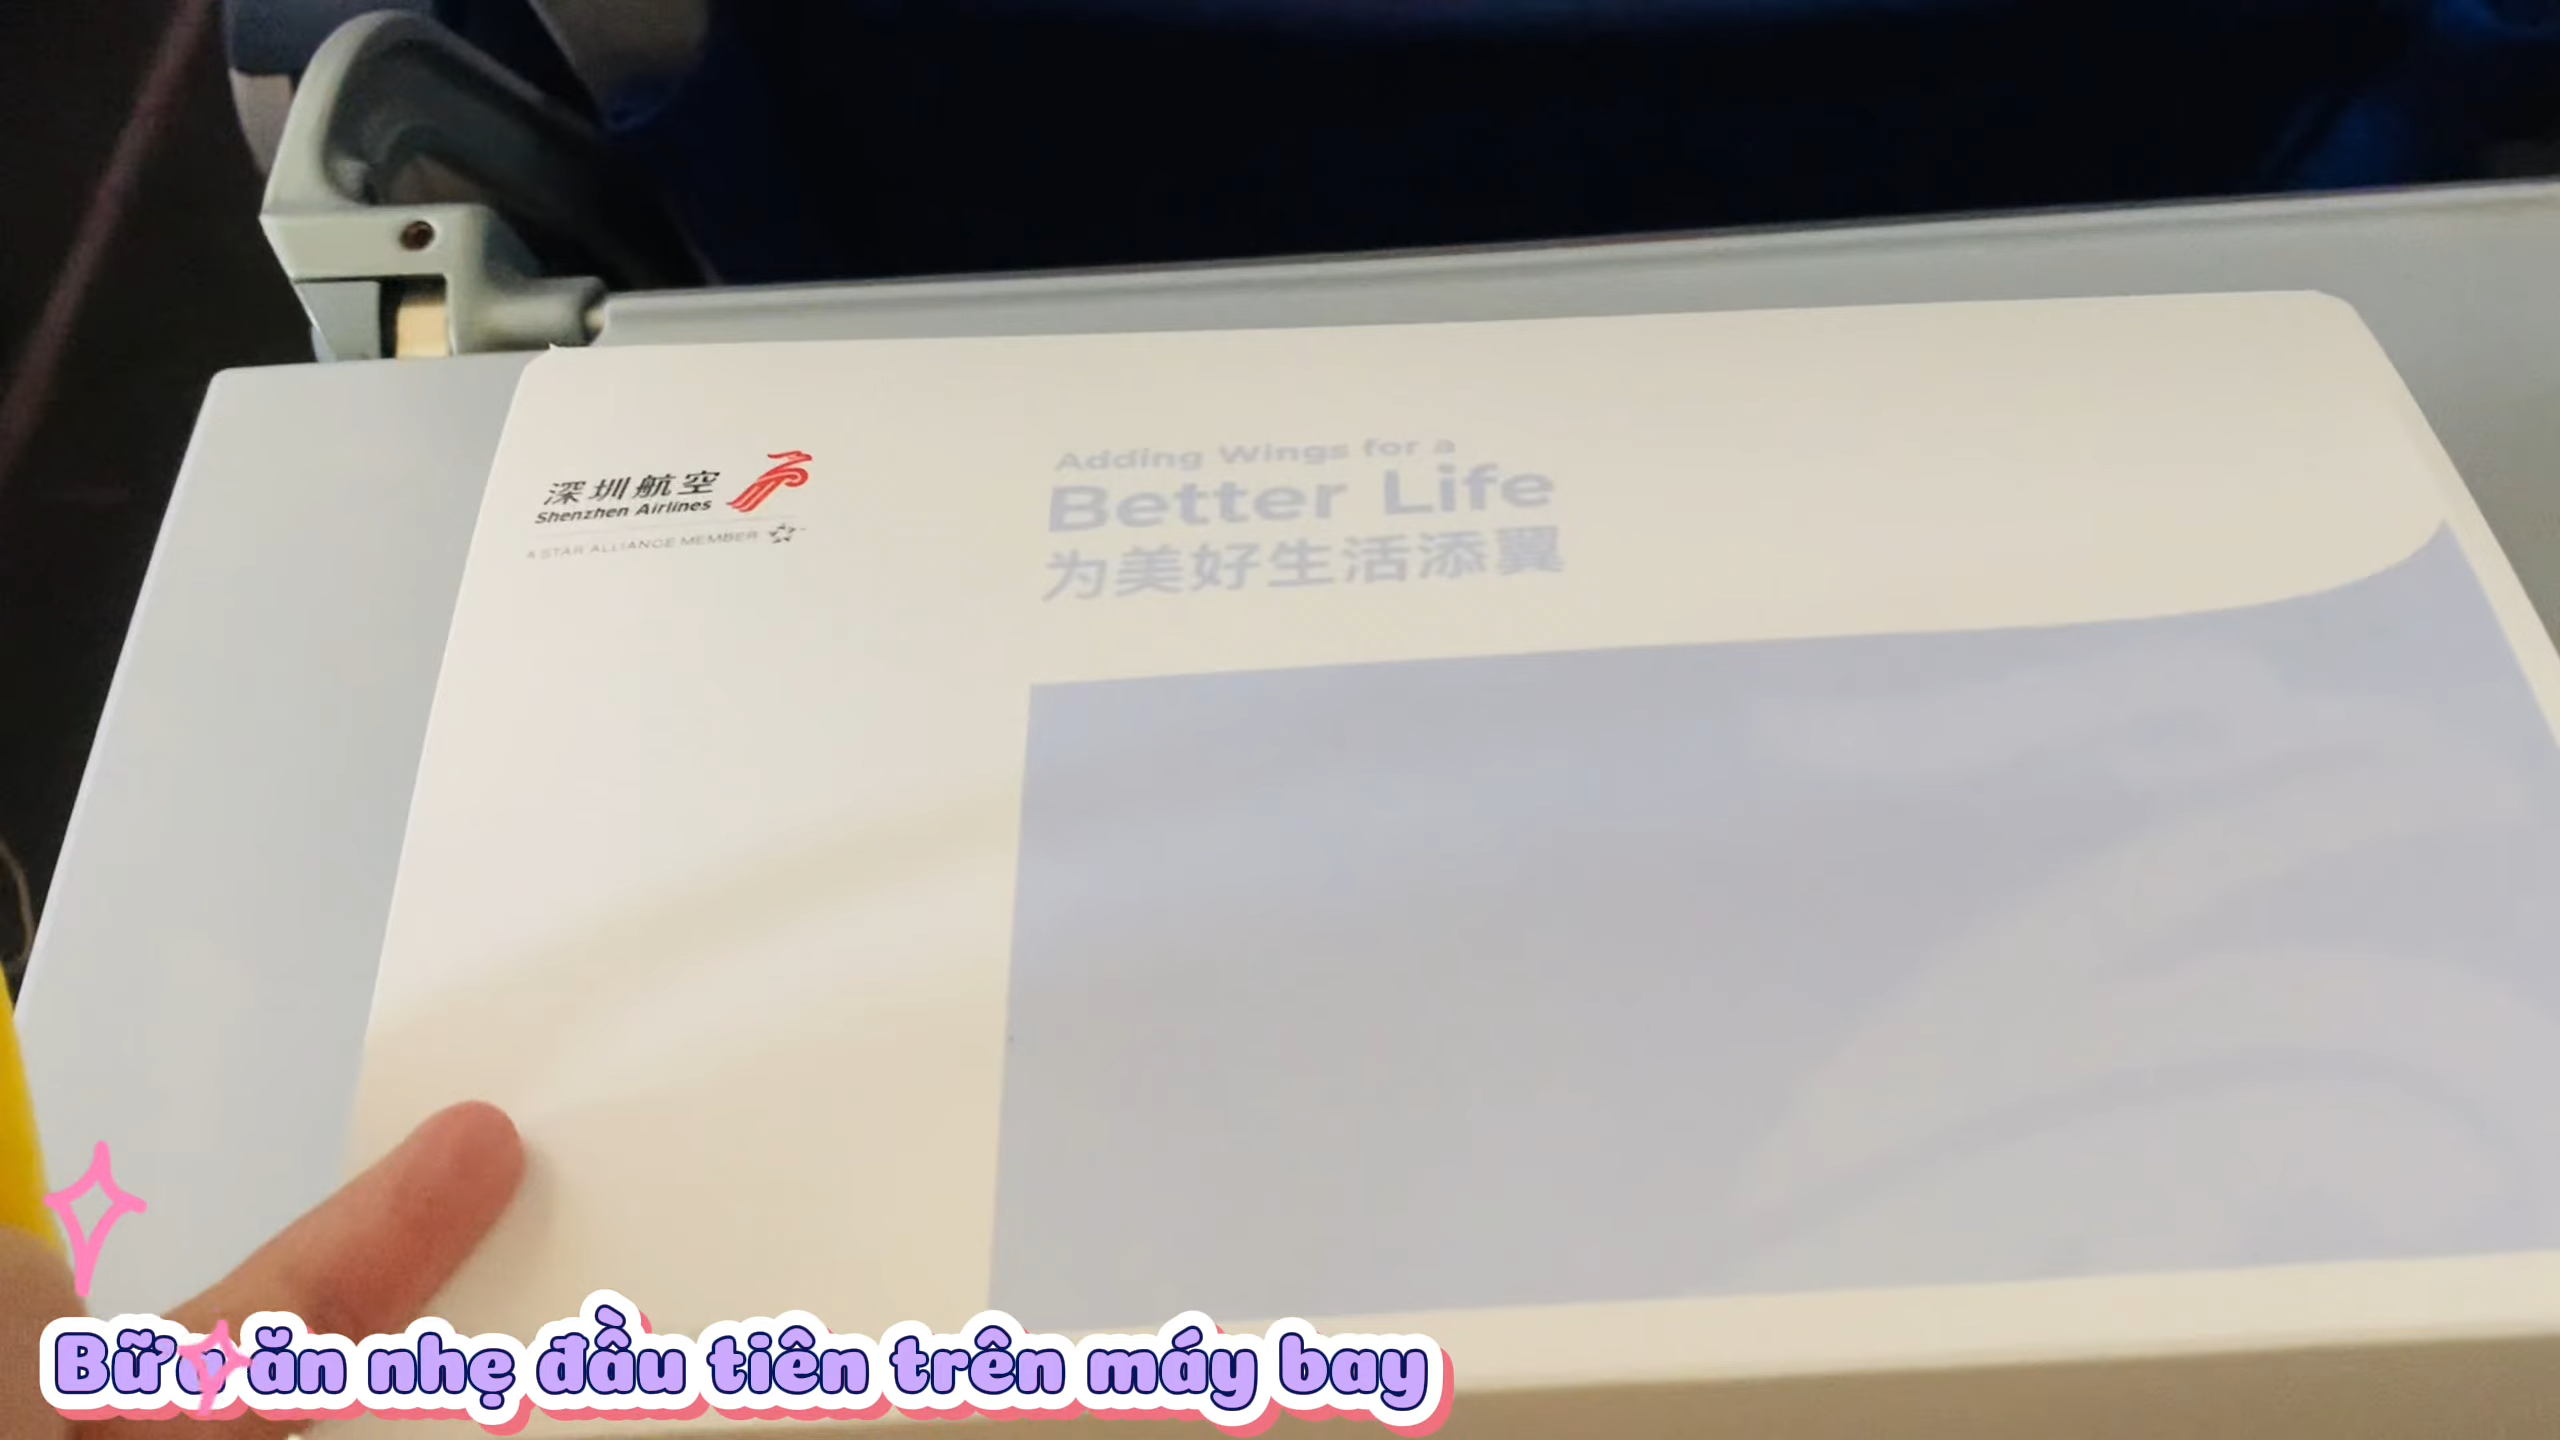 深圳航空
Shenzhen Airlines
A STAR ALLIANCE MEMBER
Adding Wings for a
Better Life
为美好生活添翼
Bữa ăn nhẹ đầu tiên trên máy bay